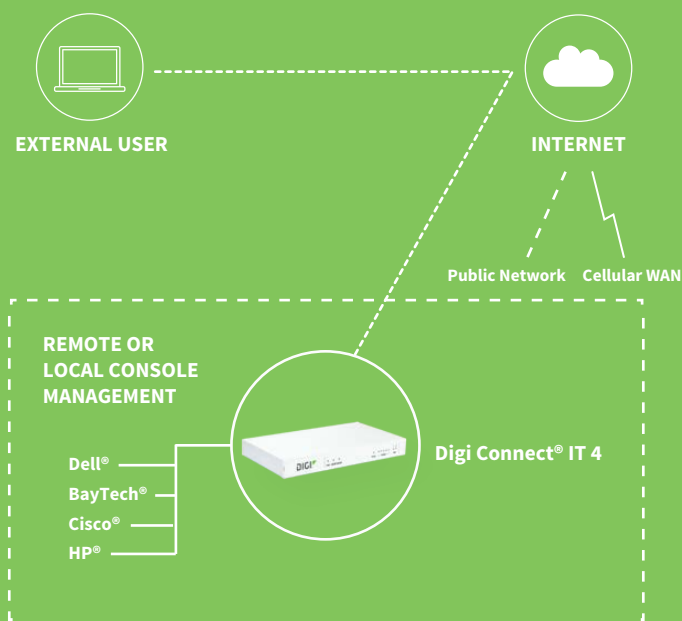 EXTERNAL USER
INTERNET
Public Network
Cellular WAN
REMOTE OR
LOCAL CONSOLE
MANAGEMENT
Dell®
BayTech®
Cisco®
HP®
DIGI
Digi Connect® IT 4